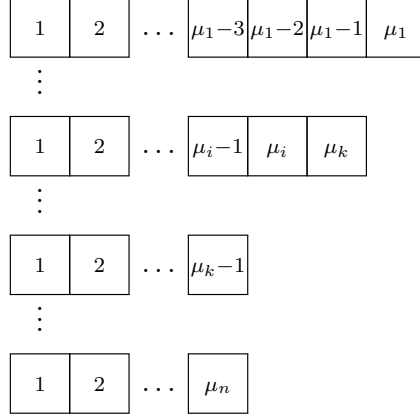 1 2 … μ₁−3 μ₁−2 μ₁−1 μ₁
⋮
1 2 … μᵢ−1 μᵢ μₖ
⋮
1 2 … μₖ−1
⋮
1 2 … μₙ